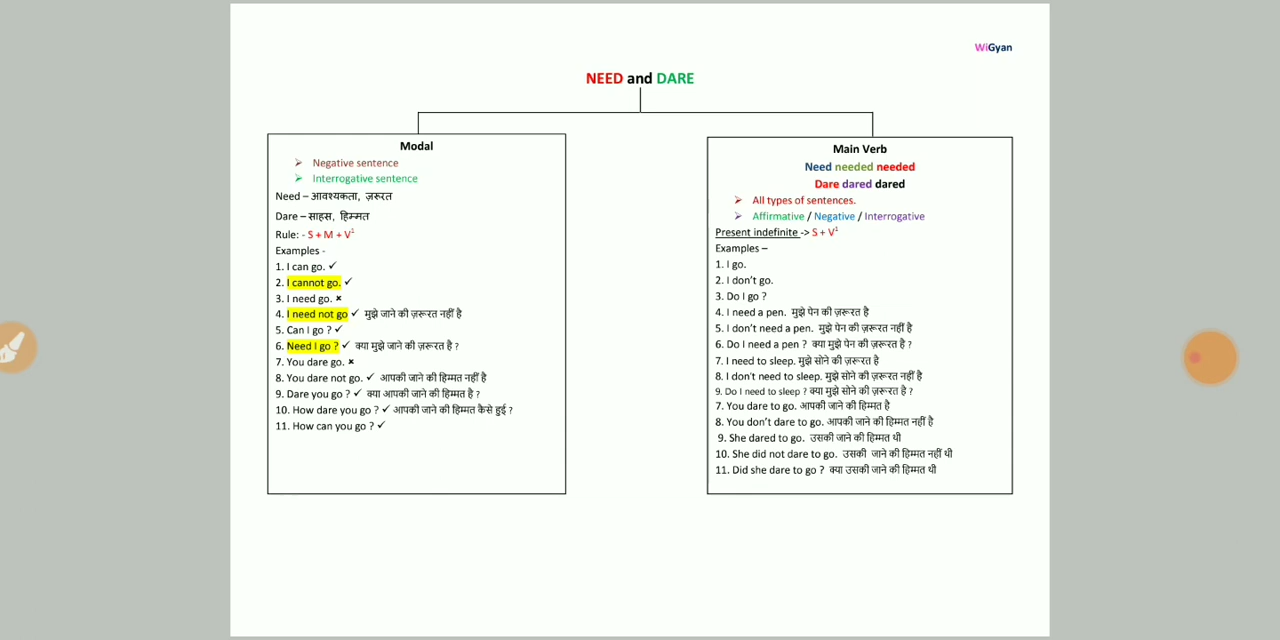 WiGyan
NEED and DARE
Modal
➢ Negative sentence
➢ Interrogative sentence
Need – आवश्यकता, ज़रूरत
Dare – साहस, हिम्मत
Rule: - S + M + V¹
Examples -
1. I can go. ✓
2. I cannot go. ✓
3. I need go. ×
4. I need not go ✓ मुझे जाने की ज़रूरत नहीं है
5. Can I go ? ✓
6. Need I go ? ✓ क्या मुझे जाने की ज़रूरत है ?
7. You dare go. ×
8. You dare not go. ✓ आपकी जाने की हिम्मत नहीं है
9. Dare you go ? ✓ क्या आपकी जाने की हिम्मत है ?
10. How dare you go ? ✓ आपकी जाने की हिम्मत कैसे हुई ?
11. How can you go ? ✓
Main Verb
Need needed needed
Dare dared dared
➢ All types of sentences.
➢ Affirmative / Negative / Interrogative
Present indefinite -> S + V¹
Examples –
1. I go.
2. I don't go.
3. Do I go ?
4. I need a pen. मुझे पेन की ज़रूरत है
5. I don't need a pen. मुझे पेन की ज़रूरत नहीं है
6. Do I need a pen ? क्या मुझे पेन की ज़रूरत है ?
7. I need to sleep. मुझे सोने की ज़रूरत है
8. I don't need to sleep. मुझे सोने की ज़रूरत नहीं है
9. Do I need to sleep ? क्या मुझे सोने की ज़रूरत है ?
7. You dare to go. आपकी जाने की हिम्मत है
8. You don't dare to go. आपकी जाने की हिम्मत नहीं है
9. She dared to go. उसकी जाने की हिम्मत थी
10. She did not dare to go. उसकी जाने की हिम्मत नहीं थी
11. Did she dare to go ? क्या उसकी जाने की हिम्मत थी